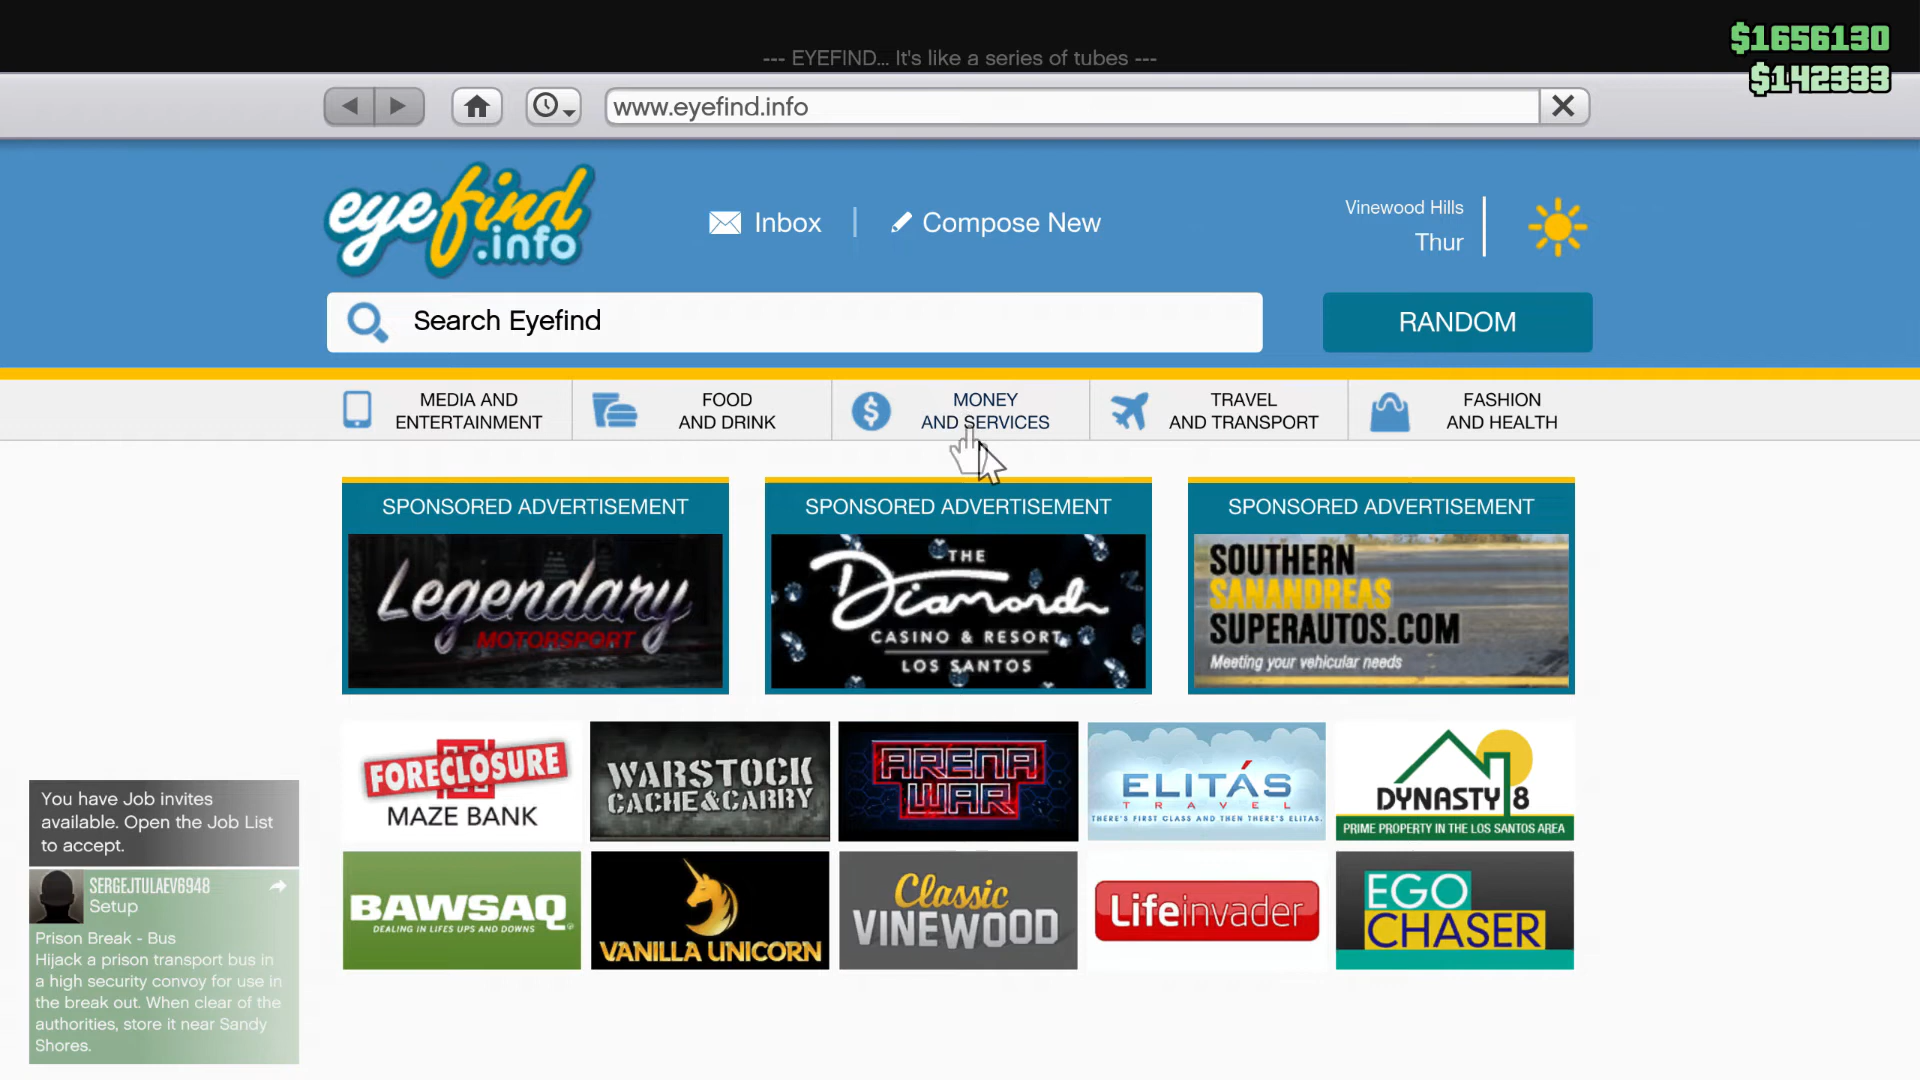 $1656130
$142333
--- EYEFIND... It's like a series of tubes ---
www.eyefind.info
eyefind
.info
Inbox
Compose New
Vinewood Hills
Thur
Search Eyefind
RANDOM
MEDIA AND
ENTERTAINMENT
FOOD
AND DRINK
MONEY
AND SERVICES
TRAVEL
AND TRANSPORT
FASHION
AND HEALTH
SPONSORED ADVERTISEMENT
Legendary
MOTORSPORT
SPONSORED ADVERTISEMENT
THE
Diamond
CASINO & RESORT
LOS SANTOS
SPONSORED ADVERTISEMENT
SOUTHERN
SANANDREAS
SUPERAUTOS.COM
Meeting your vehicular needs
FORECLOSURE
MAZE BANK
WARSTOCK
CACHE&CARRY
ARENA
WAR
ELITÁS
TRAVEL
THERE'S FIRST CLASS AND THEN THERE'S ELITAS.
DYNASTY 8
PRIME PROPERTY IN THE LOS SANTOS AREA
BAWSAQ
DEALING IN LIFES UPS AND DOWNS
VANILLA UNICORN
Classic
VINEWOOD
Lifeinvader
EGO
CHASER
You have Job invites
available. Open the Job List
to accept.
SERGEJTULAEV6948
Setup
Prison Break - Bus
Hijack a prison transport bus in
a high security convoy for use in
the break out. When clear of the
authorities, store it near Sandy
Shores.